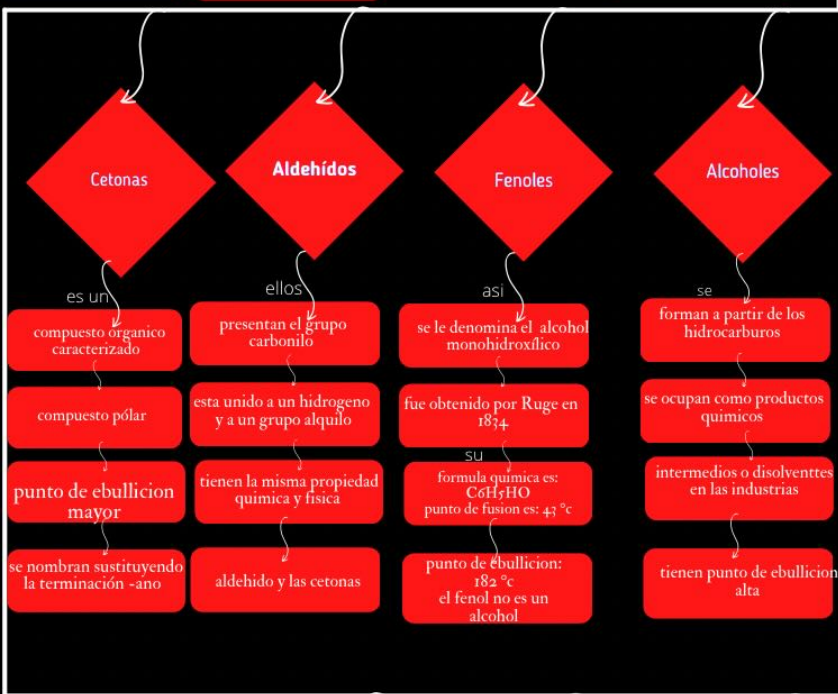 Cetonas
es un
compuesto organico
caracterizado
compuesto pólar
punto de ebullicion
mayor
se nombran sustituyendo
la terminación -ano
Aldehídos
ellos
presentan el grupo
carbonilo
esta unido a un hidrogeno
y a un grupo alquilo
tienen la misma propiedad
quimica y fisica
aldehido y las cetonas
Fenoles
asi
se le denomina el alcohol
monohidroxílico
fue obtenido por Ruge en
1834
su
formula quimica es:
C6H5HO
punto de fusion es: 43 °c
punto de ebullicion:
182 °c
el fenol no es un
alcohol
Alcoholes
se
forman a partir de los
hidrocarburos
se ocupan como productos
quimicos
intermedios o disolventtes
en las industrias
tienen punto de ebullicion
alta